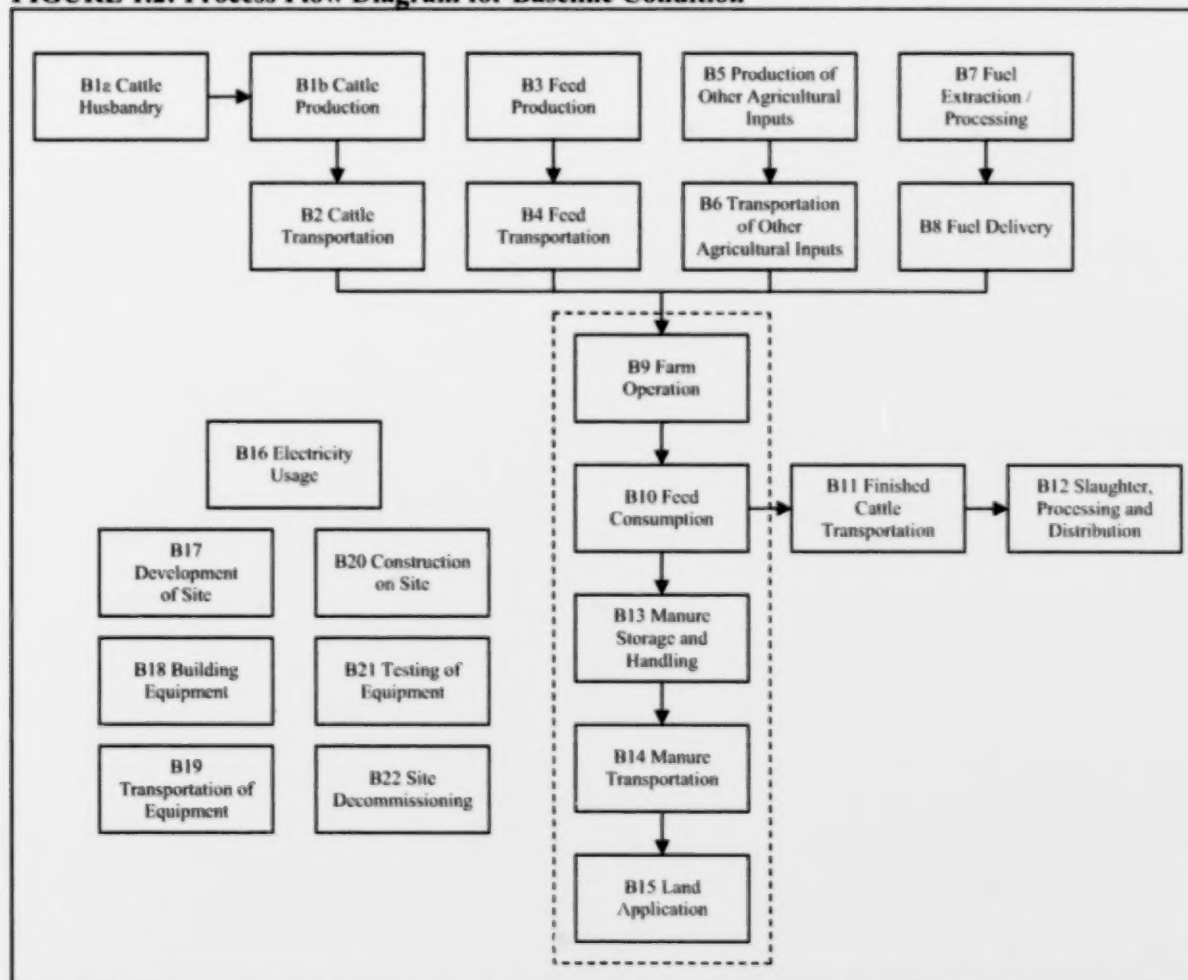 FIGURE 1.2: Process Flow Diagram for Baseline Condition
B1a Cattle
Husbandry
B1b Cattle
Production
B3 Feed
Production
B5 Production of
Other Agricultural
Inputs
B7 Fuel
Extraction /
Processing
B2 Cattle
Transportation
B4 Feed
Transportation
B6 Transportation
of Other
Agricultural Inputs
B8 Fuel Delivery
B9 Farm
Operation
B16 Electricity
Usage
B10 Feed
Consumption
B11 Finished
Cattle
Transportation
B12 Slaughter,
Processing and
Distribution
B17
Development
of Site
B20 Construction
on Site
B13 Manure
Storage and
Handling
B18 Building
Equipment
B21 Testing of
Equipment
B14 Manure
Transportation
B19
Transportation of
Equipment
B22 Site
Decommissioning
B15 Land
Application